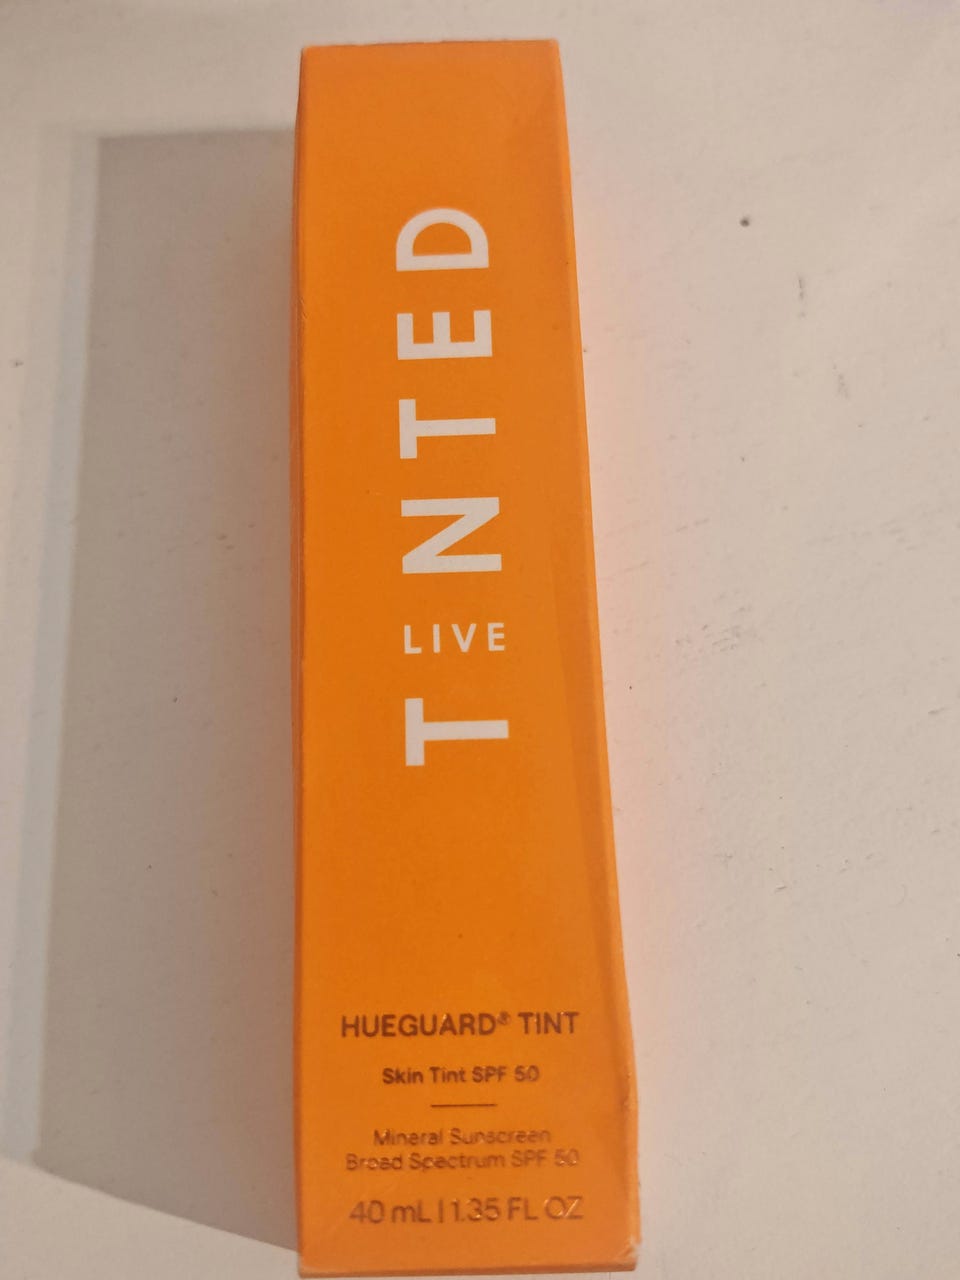 T LIVE NTED
HUEGUARD® TINT
Skin Tint SPF 50
Mineral Sunscreen
Broad Spectrum SPF 50
40 mL | 1.35 FL OZ